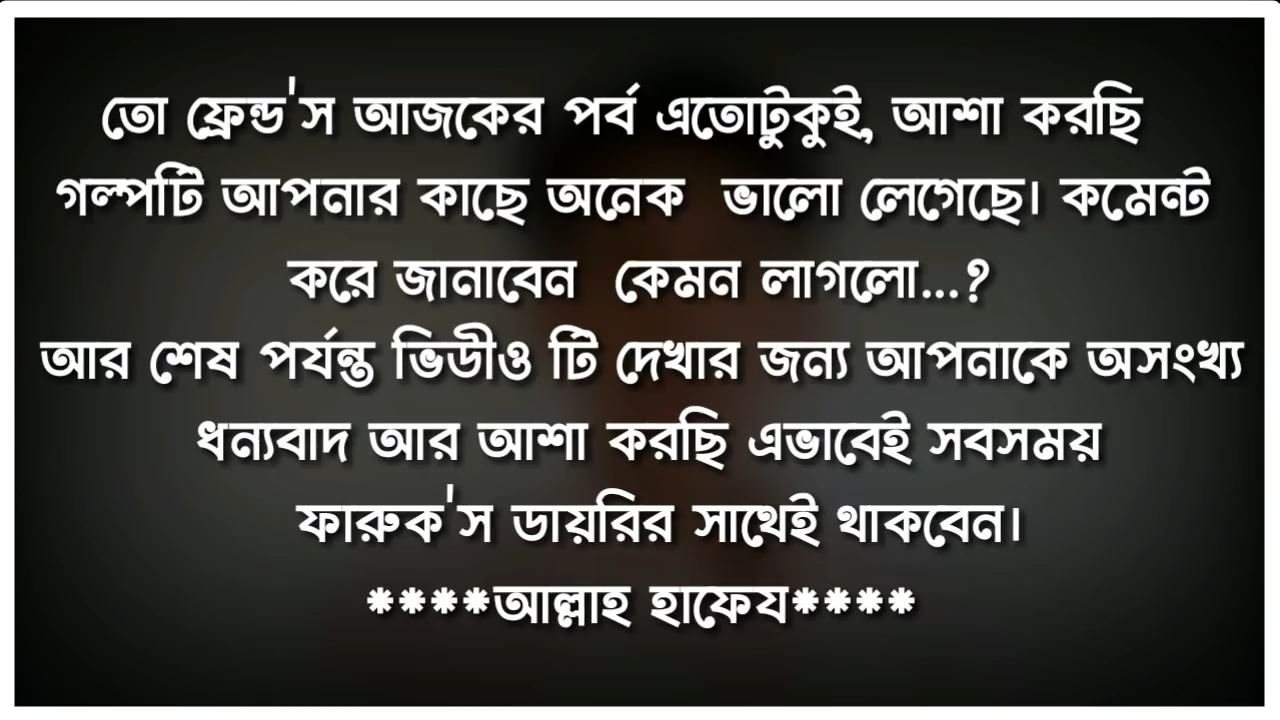 তো ফ্রেন্ড'স আজকের পর্ব এতোটুকুই, আশা করছি
গল্পটি আপনার কাছে অনেক ভালো লেগেছে। কমেন্ট
করে জানাবেন কেমন লাগলো...?
আর শেষ পর্যন্ত ভিডীও টি দেখার জন্য আপনাকে অসংখ্য
ধন্যবাদ আর আশা করছি এভাবেই সবসময়
ফারুক'স ডায়রির সাথেই থাকবেন।
****আল্লাহ হাফেয****